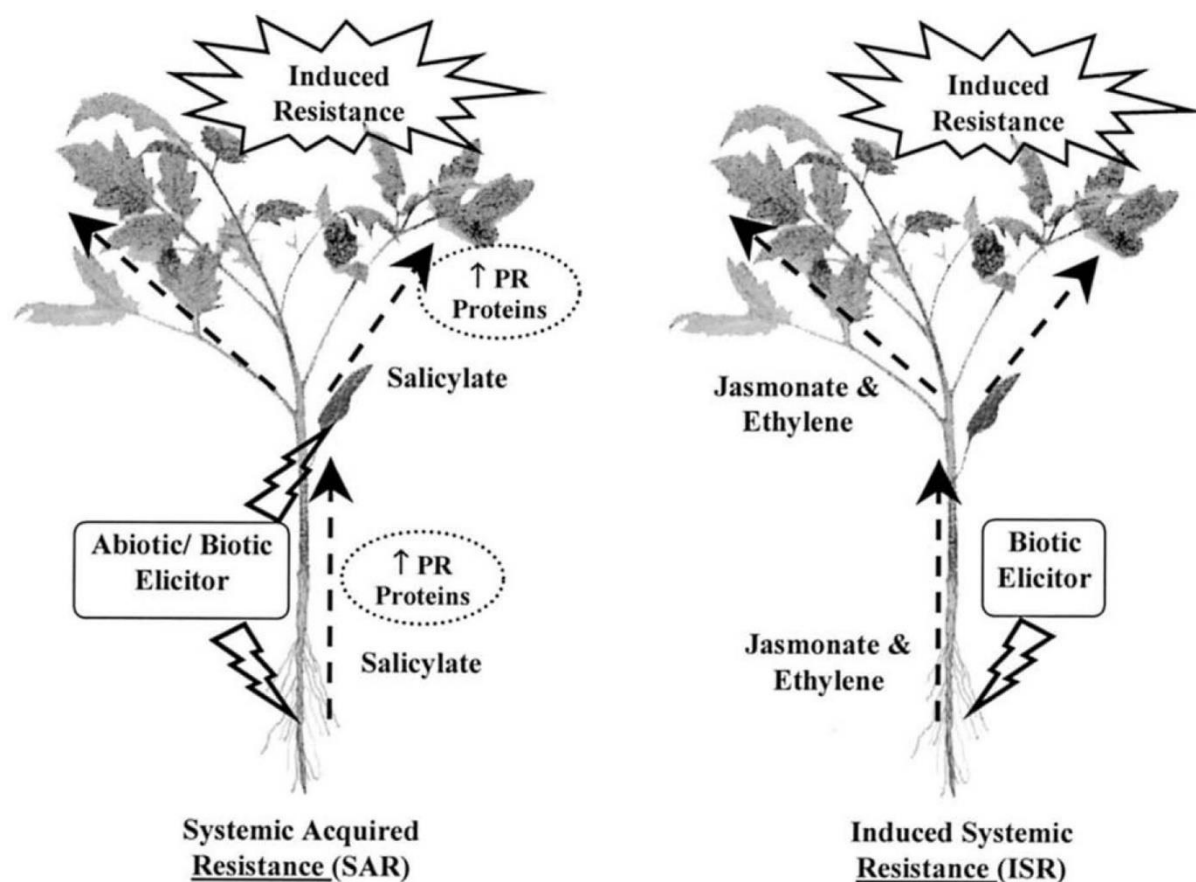 Induced
Resistance
↑ PR
Proteins
Salicylate
Abiotic/ Biotic
Elicitor
↑ PR
Proteins
Salicylate
Systemic Acquired
Resistance (SAR)
Induced
Resistance
Jasmonate &
Ethylene
Biotic
Elicitor
Jasmonate &
Ethylene
Induced Systemic
Resistance (ISR)